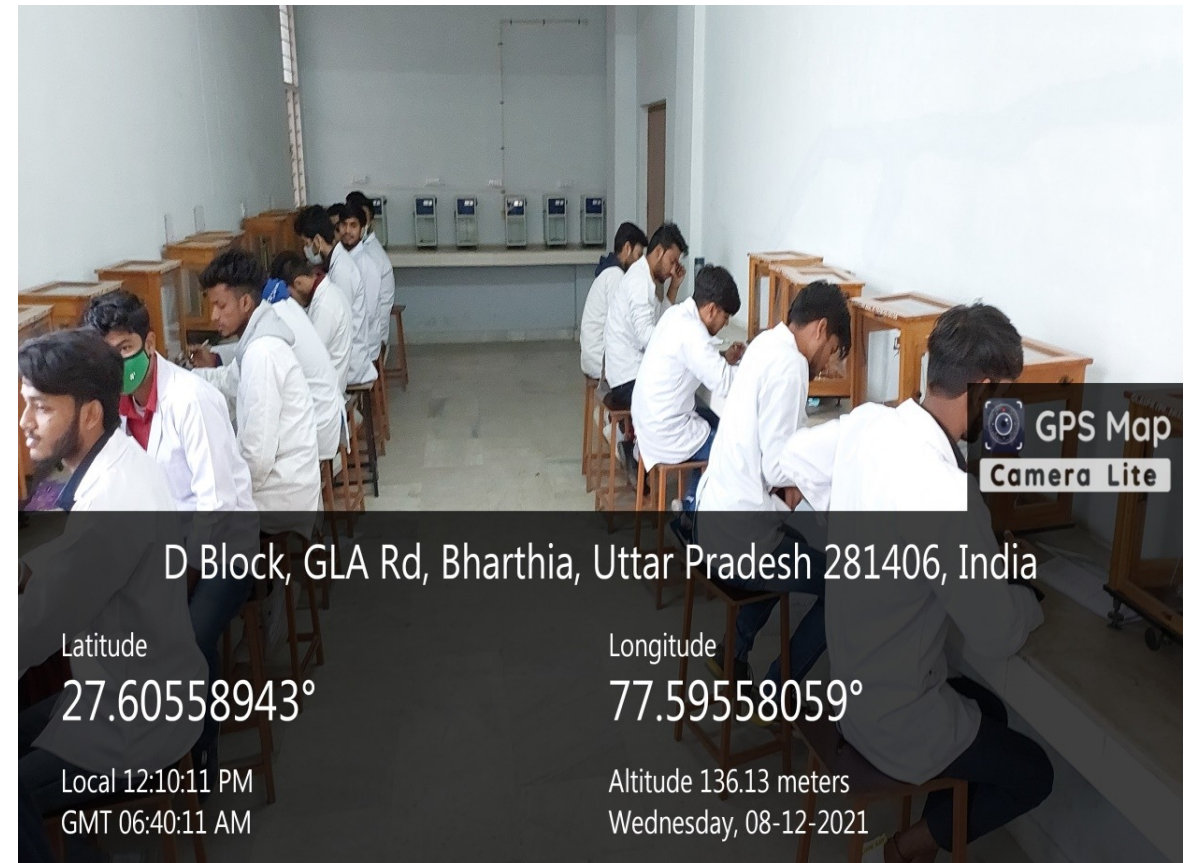 GPS Map
Camera Lite
D Block, GLA Rd, Bharthia, Uttar Pradesh 281406, India
Latitude
27.60558943°
Longitude
77.59558059°
Local 12:10:11 PM
GMT 06:40:11 AM
Altitude 136.13 meters
Wednesday, 08-12-2021